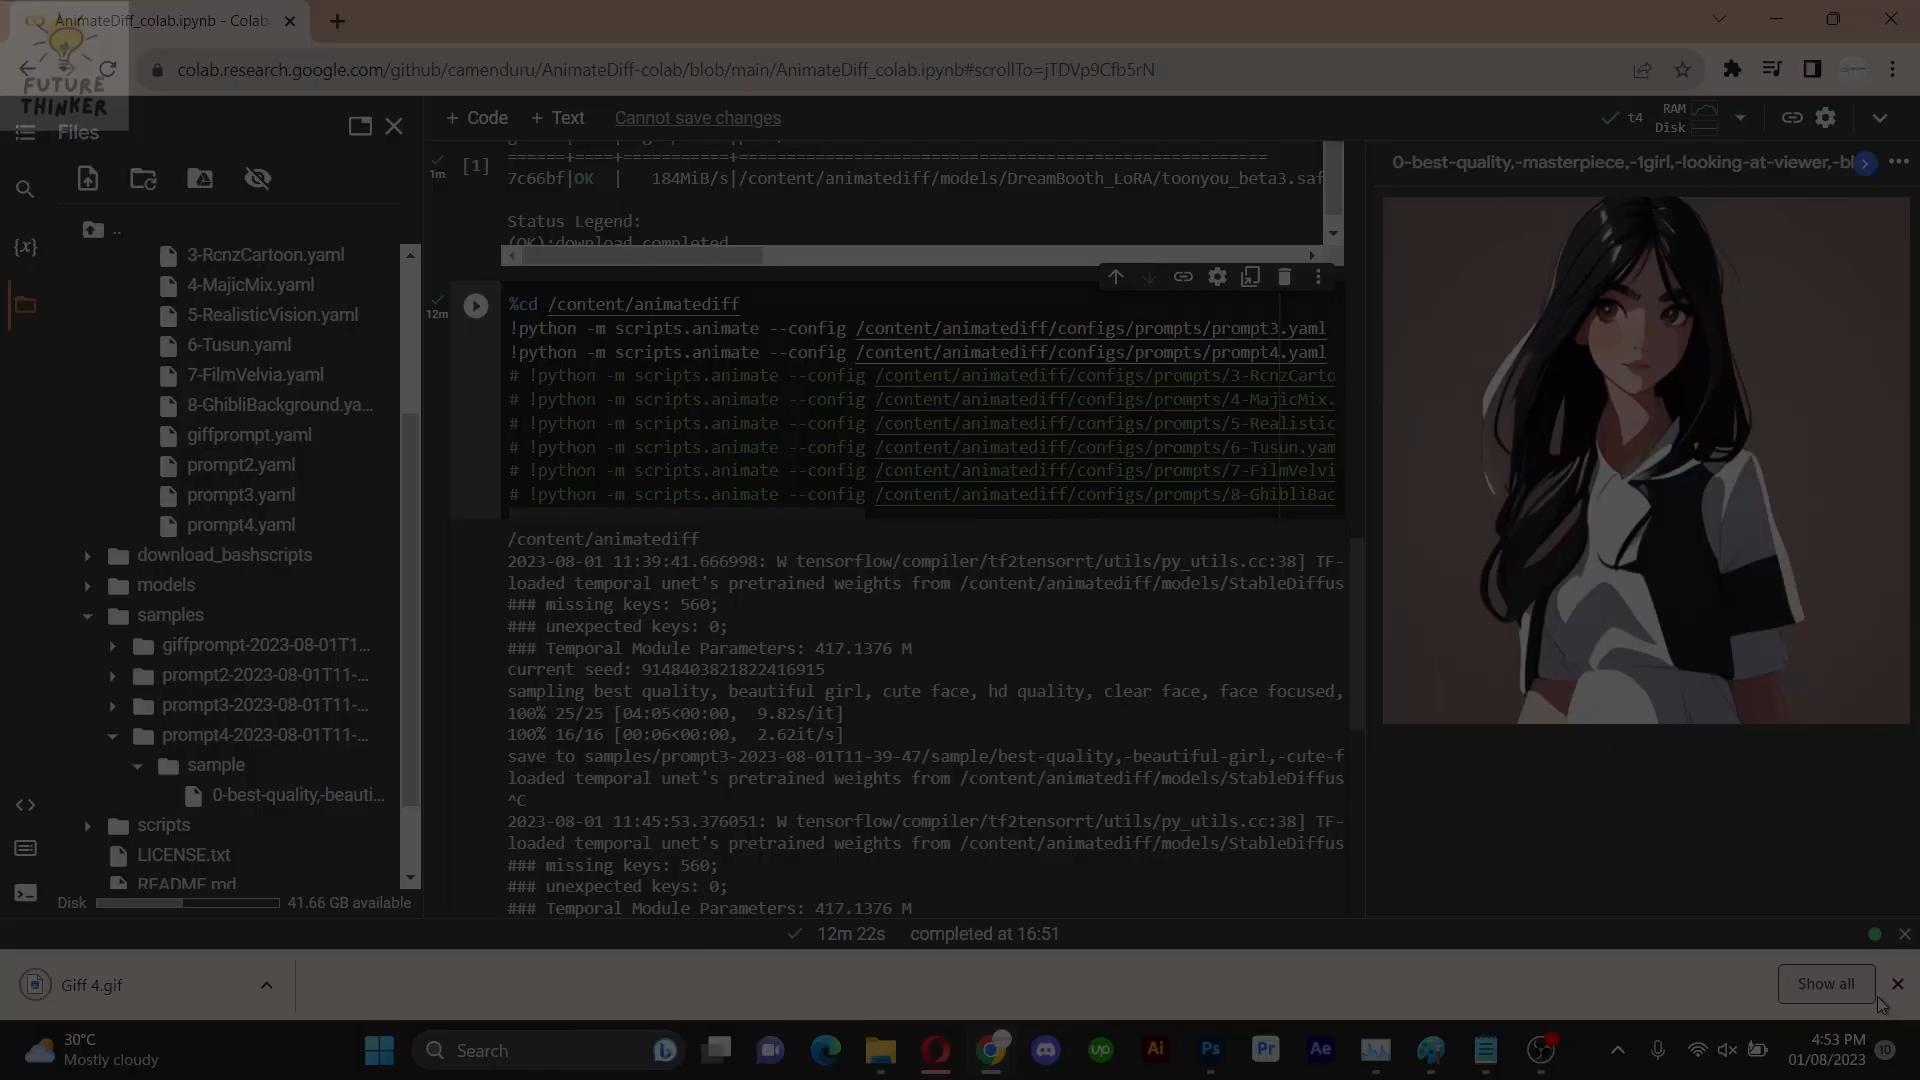 AnimateDiff_colab.ipynb - Colab
FUTURE
THINKER
colab.research.google.com/github/camenduru/AnimateDiff-colab/blob/main/AnimateDiff_colab.ipynb#scrollTo=jTDVp9Cfb5rN
Files
+ Code
+ Text
Cannot save changes
t4
RAM
Disk
..
3-RcnzCartoon.yaml
4-MajicMix.yaml
5-RealisticVision.yaml
6-Tusun.yaml
7-FilmVelvia.yaml
8-GhibliBackground.ya...
giffprompt.yaml
prompt2.yaml
prompt3.yaml
prompt4.yaml
download_bashscripts
models
samples
giffprompt-2023-08-01T1...
prompt2-2023-08-01T11-...
prompt3-2023-08-01T11-...
prompt4-2023-08-01T11-...
sample
0-best-quality,-beauti...
scripts
LICENSE.txt
README.md
Disk
41.66 GB available
1m
[1]
======+====+===========+=======================================================
7c66bf|OK  |   184MiB/s|/content/animatediff/models/DreamBooth_LoRA/toonyou_beta3.saf
Status Legend:
(OK):download completed.
12m
%cd /content/animatediff
!python -m scripts.animate --config /content/animatediff/configs/prompts/prompt3.yaml
!python -m scripts.animate --config /content/animatediff/configs/prompts/prompt4.yaml
# !python -m scripts.animate --config /content/animatediff/configs/prompts/3-RcnzCarto
# !python -m scripts.animate --config /content/animatediff/configs/prompts/4-MajicMix.
# !python -m scripts.animate --config /content/animatediff/configs/prompts/5-Realistic
# !python -m scripts.animate --config /content/animatediff/configs/prompts/6-Tusun.yam
# !python -m scripts.animate --config /content/animatediff/configs/prompts/7-FilmVelvi
# !python -m scripts.animate --config /content/animatediff/configs/prompts/8-GhibliBac
/content/animatediff
2023-08-01 11:39:41.666998: W tensorflow/compiler/tf2tensorrt/utils/py_utils.cc:38] TF-
loaded temporal unet's pretrained weights from /content/animatediff/models/StableDiffus
### missing keys: 560;
### unexpected keys: 0;
### Temporal Module Parameters: 417.1376 M
current seed: 9148403821822416915
sampling best quality, beautiful girl, cute face, hd quality, clear face, face focused,
100% 25/25 [04:05<00:00,  9.82s/it]
100% 16/16 [00:06<00:00,  2.62it/s]
save to samples/prompt3-2023-08-01T11-39-47/sample/best-quality,-beautiful-girl,-cute-f
loaded temporal unet's pretrained weights from /content/animatediff/models/StableDiffus
^C
2023-08-01 11:45:53.376051: W tensorflow/compiler/tf2tensorrt/utils/py_utils.cc:38] TF-
loaded temporal unet's pretrained weights from /content/animatediff/models/StableDiffus
### missing keys: 560;
### unexpected keys: 0;
### Temporal Module Parameters: 417.1376 M
0-best-quality,-masterpiece,-1girl,-looking-at-viewer,-bl
12m 22s
completed at 16:51
Giff 4.gif
Show all
30°C
Mostly cloudy
Search
up
Ai
Ps
Pr
Ae
4:53 PM
01/08/2023
10